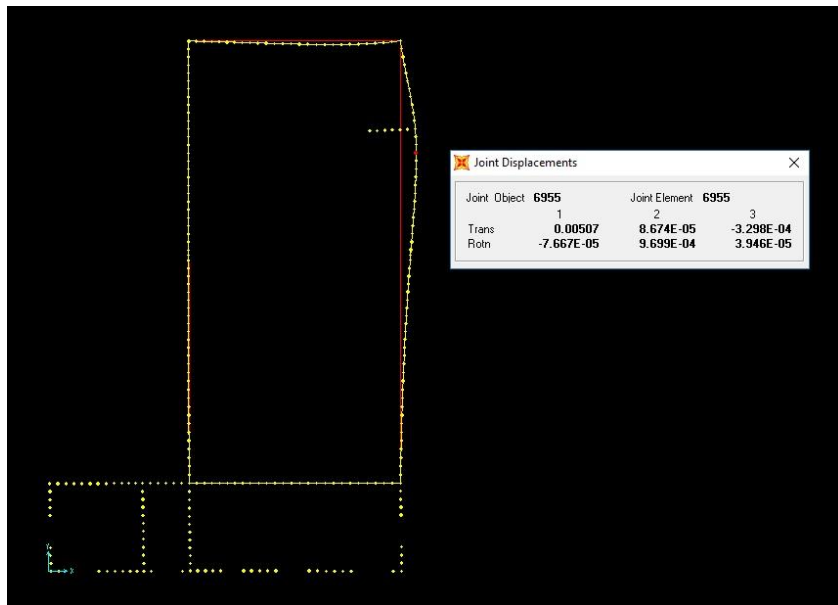 Joint Displacements
Joint Object 6955 Joint Element 6955
1 2 3
Trans 0.00507 8.674E-05 -3.298E-04
Rotn -7.667E-05 9.699E-04 3.946E-05
Y
X